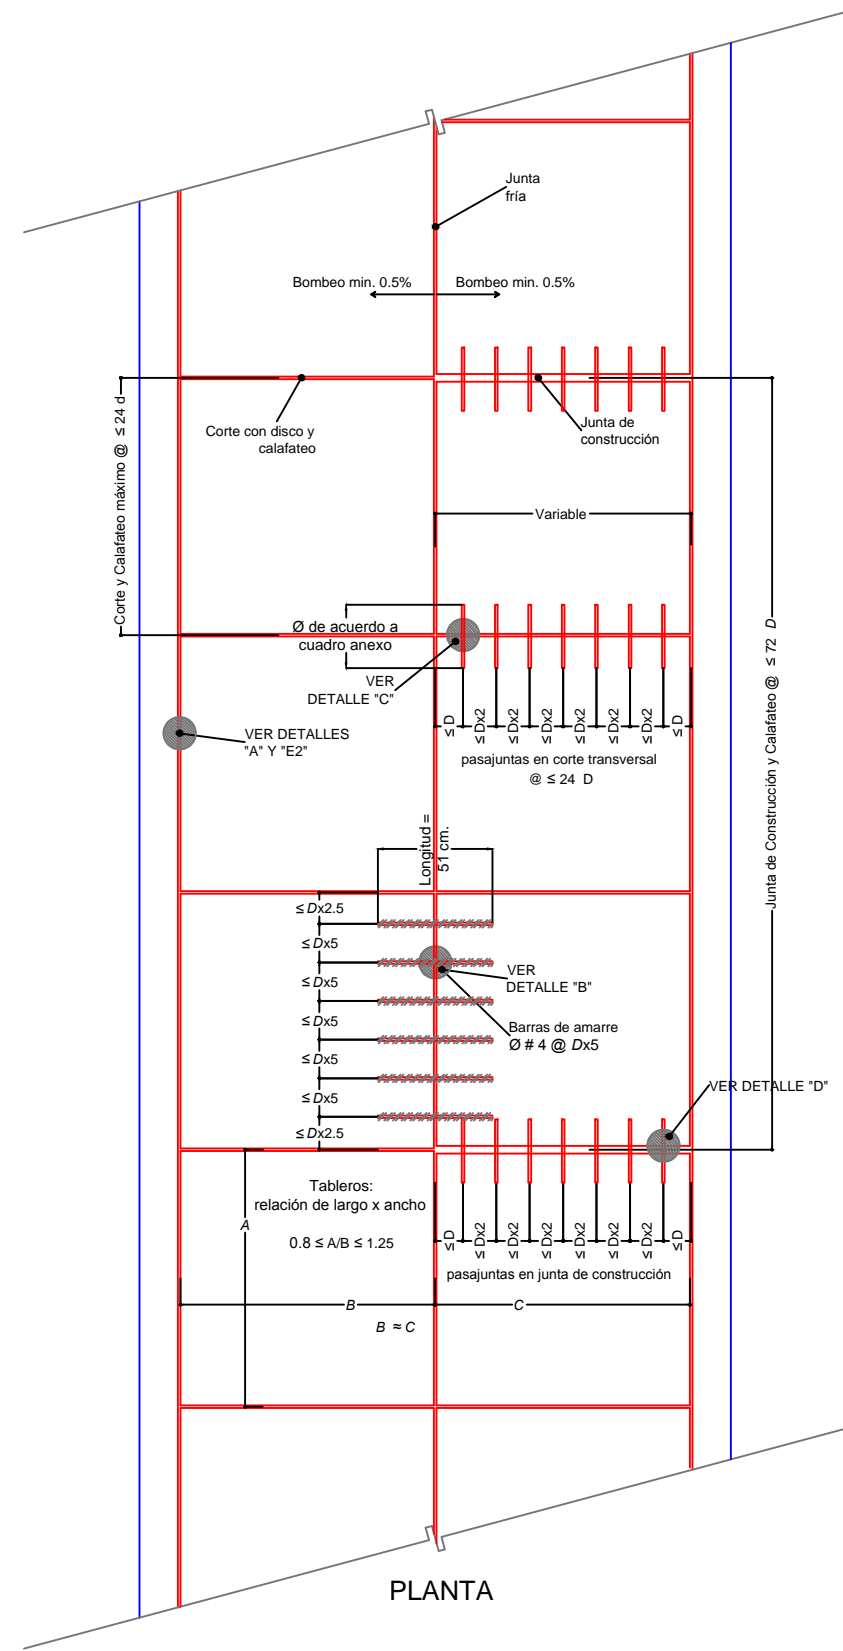 Junta
fría
Bombeo min. 0.5%
Bombeo min. 0.5%
Corte y Calafateo máximo @ ≤ 24 d
Corte con disco y
calafateo
Junta de
construcción
Variable
Ø de acuerdo a
cuadro anexo
VER
DETALLE "C"
Junta de Construcción y Calafateo @ ≤ 72 D
VER DETALLES
"A" Y "E2"
≤D
≤Dx2
≤Dx2
≤Dx2
≤Dx2
≤Dx2
≤Dx2
≤D
pasajuntas en corte transversal
@ ≤ 24 D
Longitud =
51 cm.
≤ Dx2.5
≤ Dx5
≤ Dx5
≤ Dx5
≤ Dx5
≤ Dx5
≤ Dx2.5
VER
DETALLE "B"
Barras de amarre
Ø # 4 @ Dx5
VER DETALLE "D"
Tableros:
relación de largo x ancho
0.8 ≤ A/B ≤ 1.25
A
≤D
≤Dx2
≤Dx2
≤Dx2
≤Dx2
≤Dx2
≤Dx2
≤D
pasajuntas en junta de construcción
B
C
B ≈ C
PLANTA